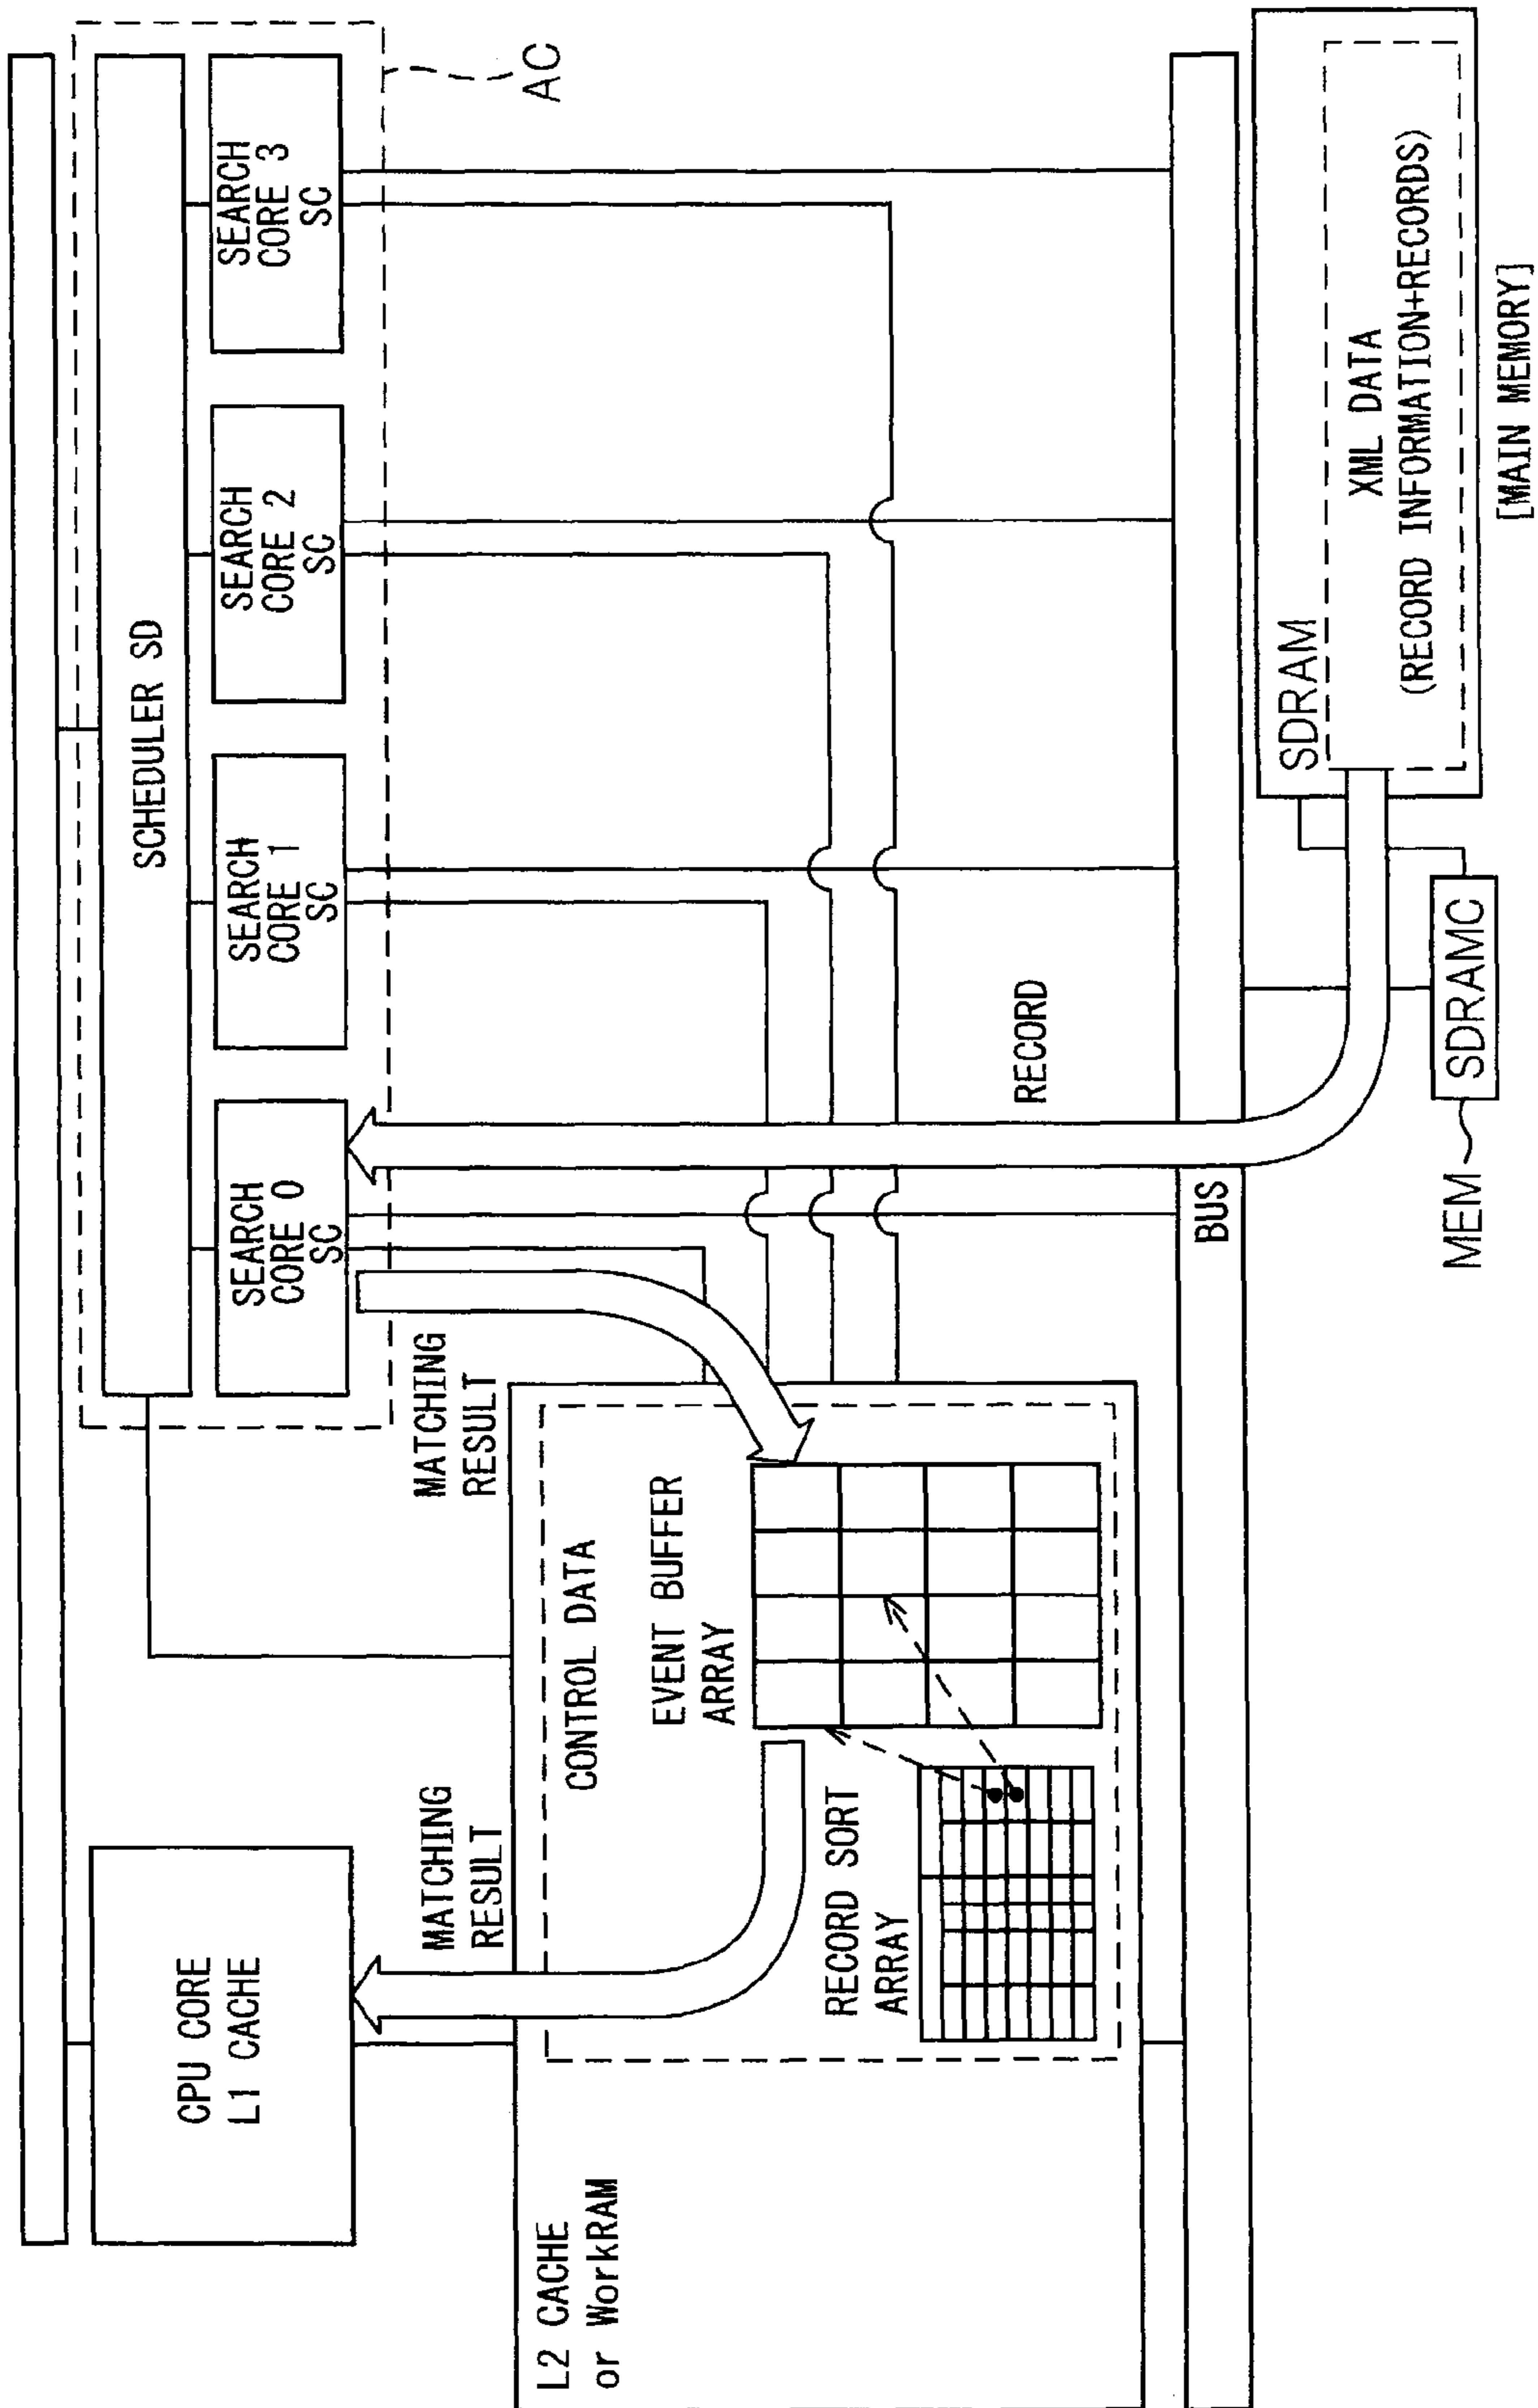 CPU CORE
L1 CACHE
SCHEDULER SD
SEARCH
CORE 0
SC
SEARCH
CORE 1
SC
SEARCH
CORE 2
SC
SEARCH
CORE 3
SC
AC
MATCHING
RESULT
MATCHING
RESULT
L2 CACHE
or WorkRAM
CONTROL DATA
EVENT BUFFER
ARRAY
RECORD SORT
ARRAY
RECORD
BUS
SDRAM
XML DATA
(RECORD INFORMATION+RECORDS)
MEM
SDRAMC
[MAIN MEMORY]